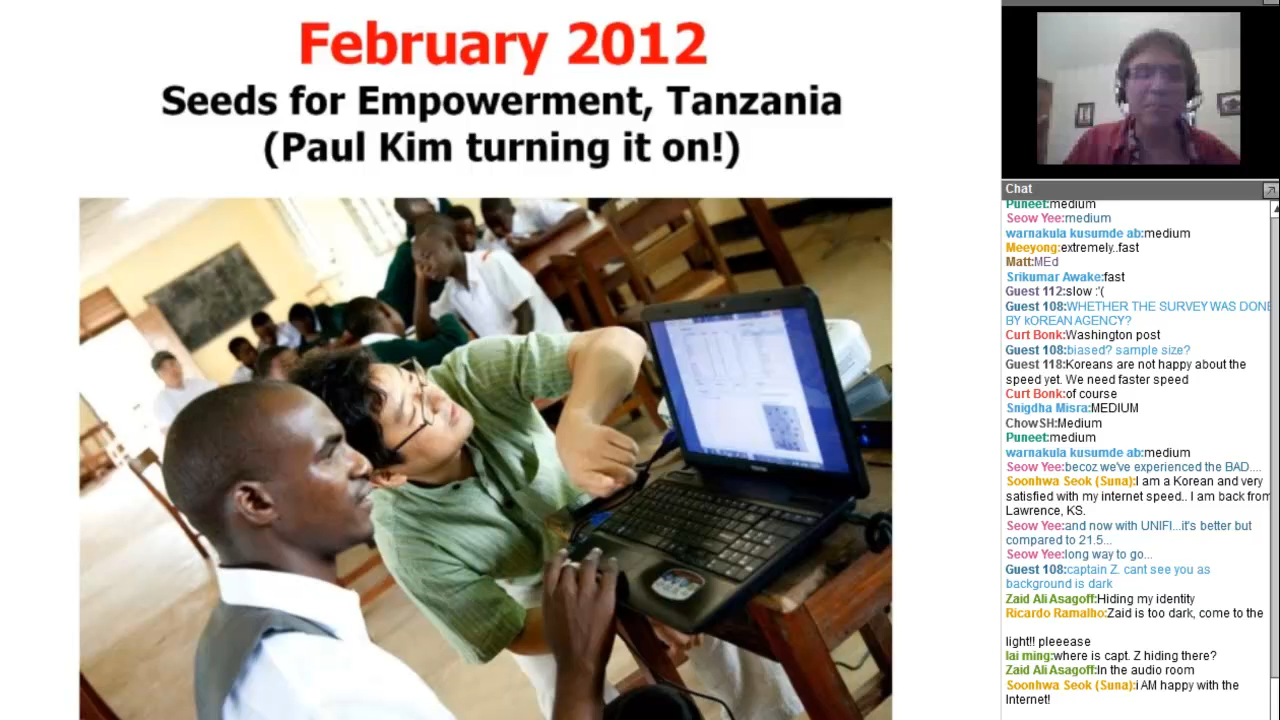 February 2012
Seeds for Empowerment, Tanzania
(Paul Kim turning it on!)
Chat
Puneet:medium
Seow Yee:medium
warnakula kusumde ab:medium
Meeyong:extremely..fast
Matt:MEd
Srikumar Awake:fast
Guest 112:slow :'(
Guest 108:WHETHER THE SURVEY WAS DONE
BY kOREAN AGENCY?
Curt Bonk:Washington post
Guest 108:biased? sample size?
Guest 118:Koreans are not happy about the
speed yet. We need faster speed
Curt Bonk:of course
Snigdha Misra:MEDIUM
ChowSH:Medium
Puneet:medium
warnakula kusumde ab:medium
Seow Yee:becoz we've experienced the BAD....
Soonhwa Seok (Suna):I am a Korean and very
satisfied with my internet speed.. I am back from
Lawrence, KS.
Seow Yee:and now with UNIFI...it's better but
compared to 21.5...
Seow Yee:long way to go...
Guest 108:captain Z. cant see you as
background is dark
Zaid Ali Asagoff:Hiding my identity
Ricardo Ramalho:Zaid is too dark, come to the
light!! pleeease
lai ming:where is capt. Z hiding there?
Zaid Ali Asagoff:In the audio room
Soonhwa Seok (Suna):i AM happy with the
Internet!